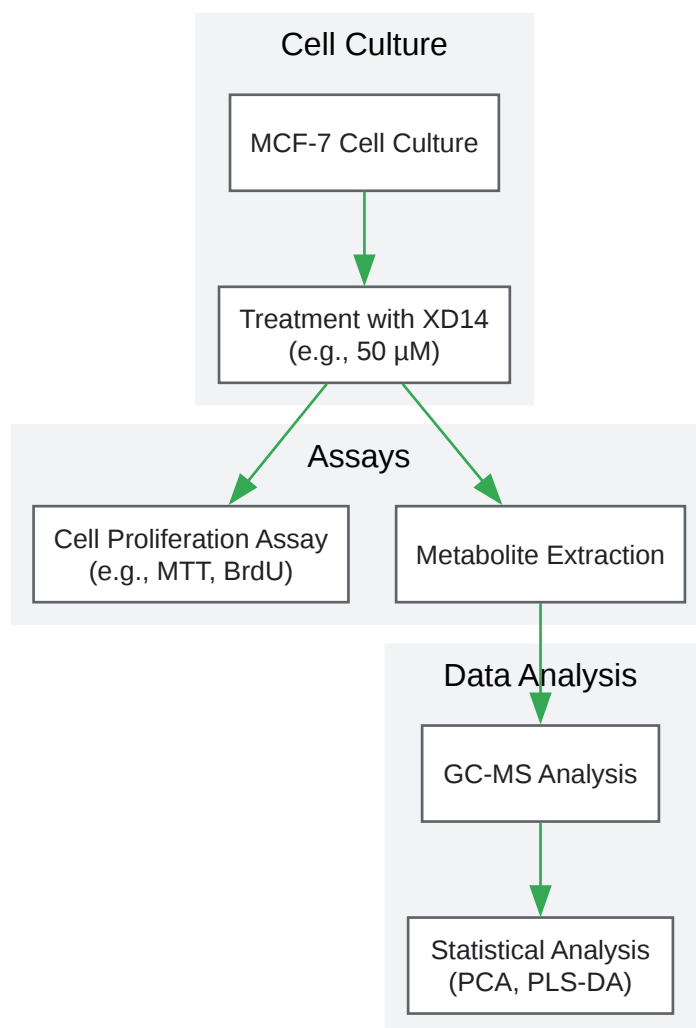 Cell Culture
MCF-7 Cell Culture
Treatment with XD14
(e.g., 50 µM)
Assays
Cell Proliferation Assay
(e.g., MTT, BrdU)
Metabolite Extraction
Data Analysis
GC-MS Analysis
Statistical Analysis
(PCA, PLS-DA)